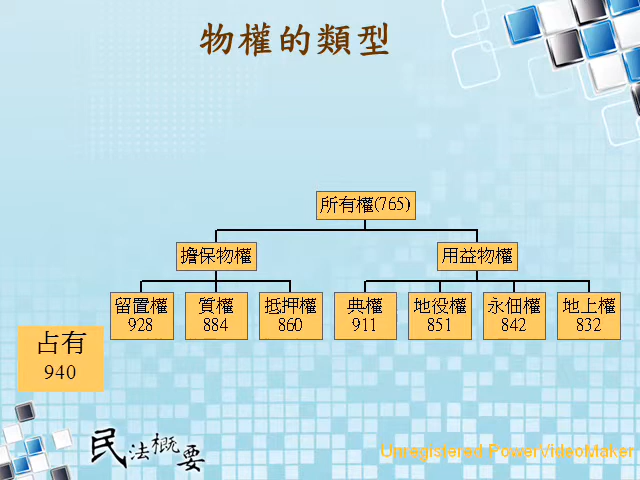 物權的類型
所有權(765)
擔保物權
用益物權
留置權
928
質權
884
抵押權
860
典權
911
地役權
851
永佃權
842
地上權
832
占有
940
民法概要
Unregistered PowerVideoMaker